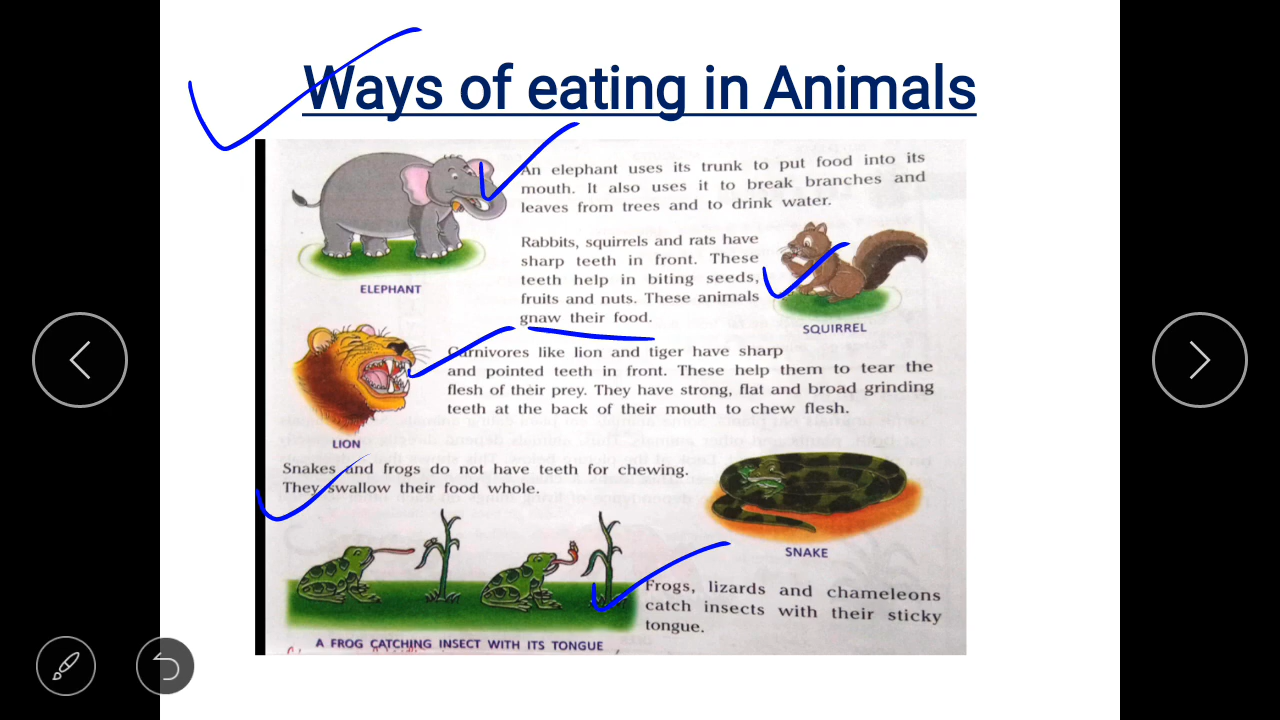 Ways of eating in Animals
An elephant uses its trunk to put food into its
mouth. It also uses it to break branches and
leaves from trees and to drink water.
ELEPHANT
Rabbits, squirrels and rats have
sharp teeth in front. These
teeth help in biting seeds,
fruits and nuts. These animals
gnaw their food.
SQUIRREL
Carnivores like lion and tiger have sharp
and pointed teeth in front. These help them to tear the
flesh of their prey. They have strong, flat and broad grinding
teeth at the back of their mouth to chew flesh.
LION
Snakes and frogs do not have teeth for chewing.
They swallow their food whole.
SNAKE
Frogs, lizards and chameleons
catch insects with their sticky
tongue.
A FROG CATCHING INSECT WITH ITS TONGUE